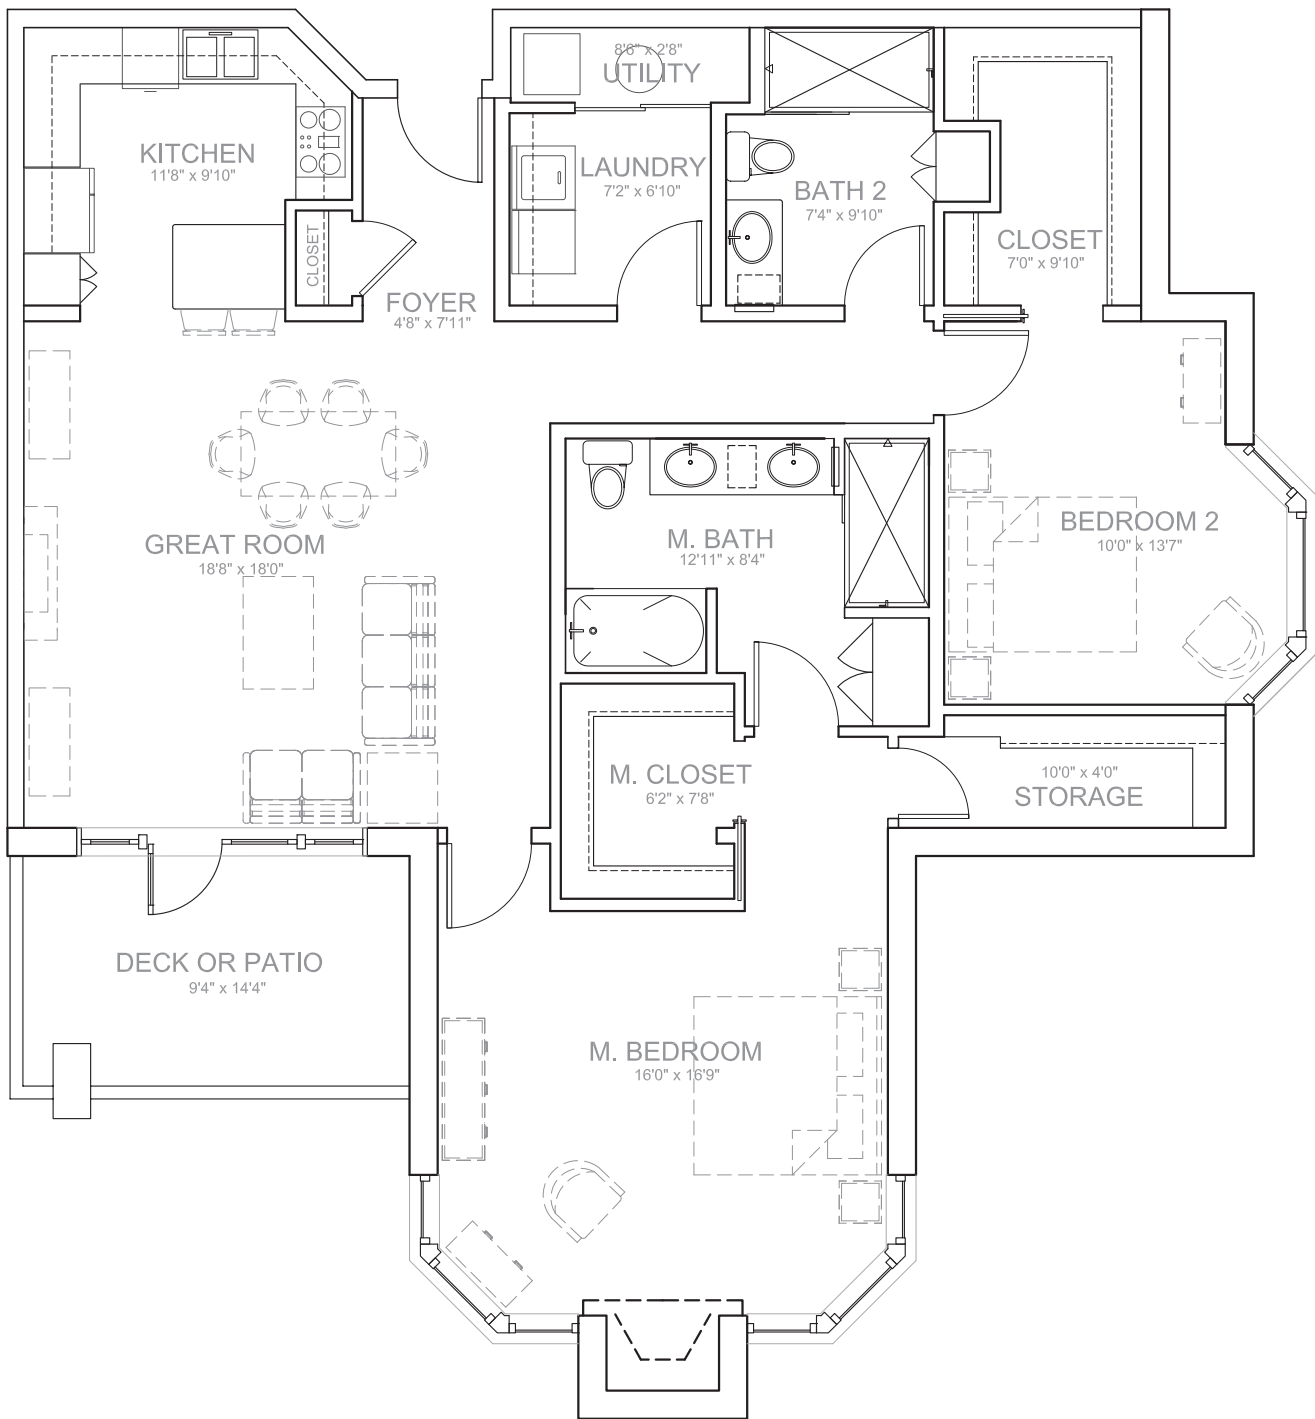 8'6" x 2'8"
UTILITY
KITCHEN
11'8" x 9'10"
LAUNDRY
7'2" x 6'10"
BATH 2
7'4" x 9'10"
CLOSET
7'0" x 9'10"
CLOSET
FOYER
4'8" x 7'11"
GREAT ROOM
18'8" x 18'0"
M. BATH
12'11" x 8'4"
BEDROOM 2
10'0" x 13'7"
M. CLOSET
6'2" x 7'8"
10'0" x 4'0"
STORAGE
DECK OR PATIO
9'4" x 14'4"
M. BEDROOM
16'0" x 16'9"